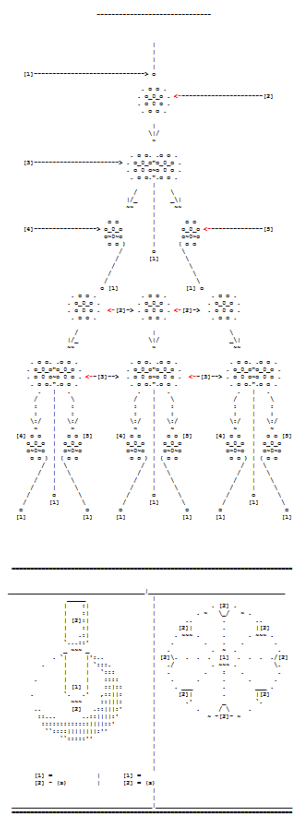 [1]
[2]
[3]
[4] [5]
[1]
[1] [1]
[2] [2]
[3] [3]
[4] [5] [4] [5] [4] [5]
[1] [1] [1]
[1] [1] [1] [1] [1] [1]
[2]
[2] [2] [2]
[2] [1] [2]
[1]
[2] [2] [2]
[2]
[1] = [1] =
[2] - (s) [2] = (s)